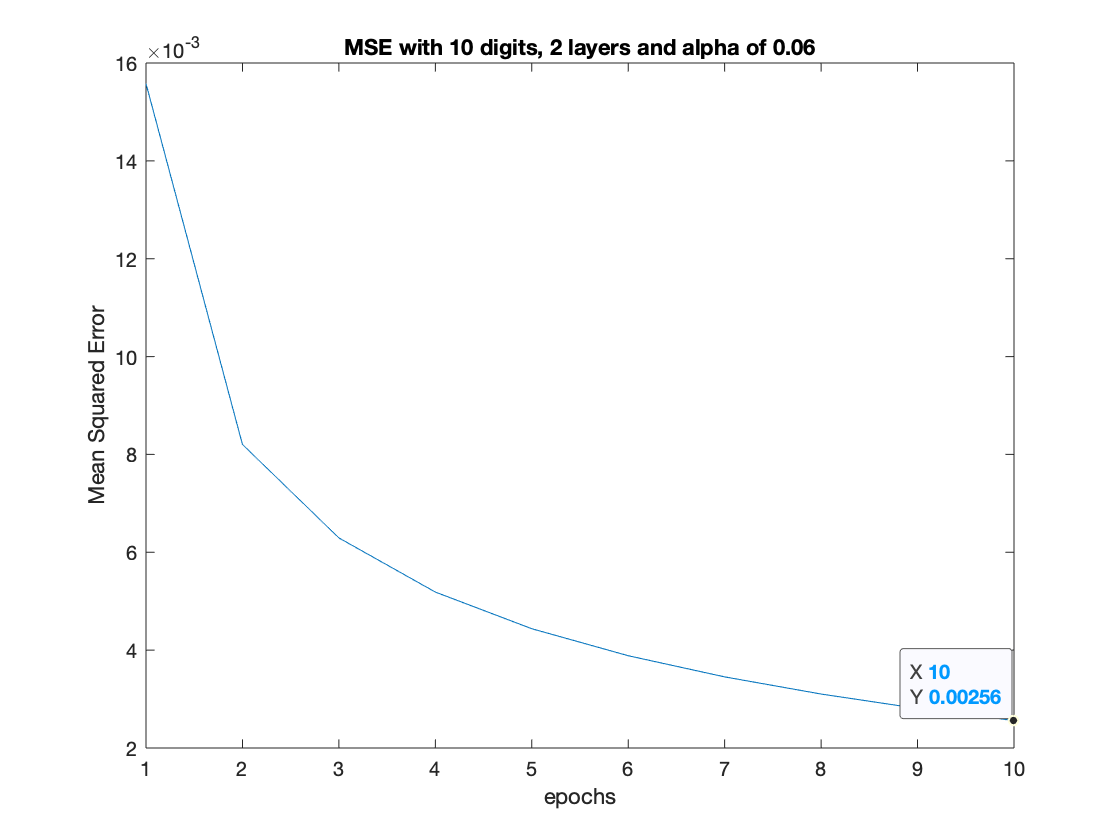 MSE with 10 digits, 2 layers and alpha of 0.06
×10-3
16
14
12
10
8
6
4
2
Mean Squared Error
X 10
Y 0.00256
1 2 3 4 5 6 7 8 9 10
epochs